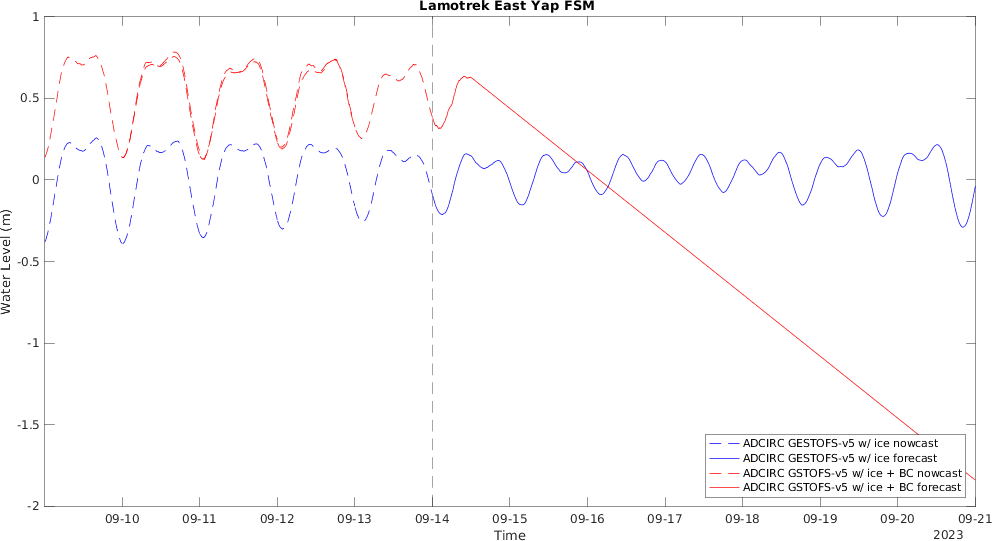 Lamotrek East Yap FSM
1
0.5
0
-0.5
-1
-1.5
-2
Water Level (m)
ADCIRC GESTOFS-v5 w/ ice nowcast
ADCIRC GESTOFS-v5 w/ ice forecast
ADCIRC GSTOFS-v5 w/ ice + BC nowcast
ADCIRC GSTOFS-v5 w/ ice + BC forecast
09-10 09-11 09-12 09-13 09-14 09-15 09-16 09-17 09-18 09-19 09-20 09-21
Time
2023